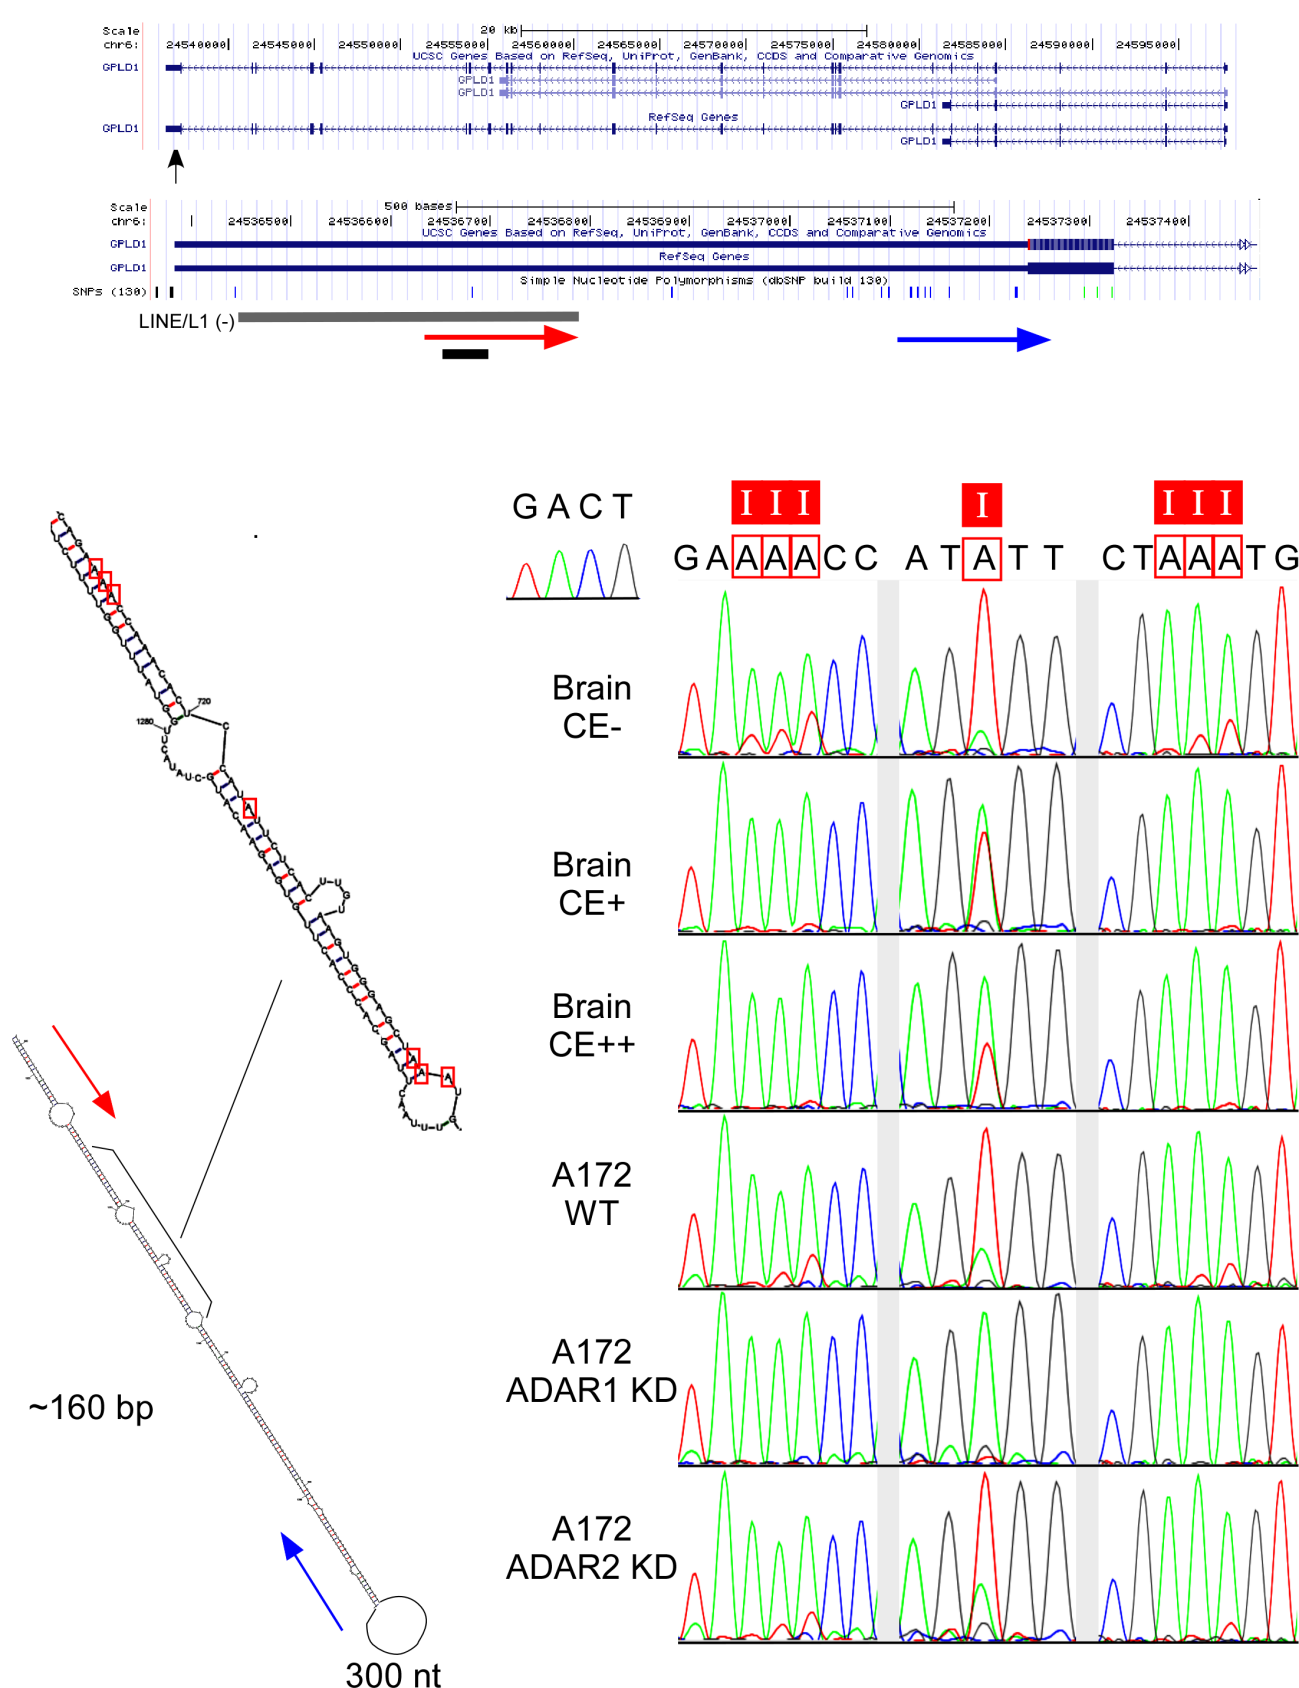 Scale 20 kb
chr6: 24540000 24545000 24550000 24555000 24560000 24565000 24570000 24575000 24580000 24585000 24590000 24595000
UCSC Genes Based on RefSeq, UniProt, GenBank, CCDS and Comparative Genomics
GPLD1
GPLD1
GPLD1
GPLD1
RefSeq Genes
GPLD1
GPLD1
Scale 500 bases
chr6: 24536500 24536600 24536700 24536800 24536900 24537000 24537100 24537200 24537300 24537400
UCSC Genes Based on RefSeq, UniProt, GenBank, CCDS and Comparative Genomics
GPLD1
RefSeq Genes
GPLD1
Simple Nucleotide Polymorphisms (dbSNP build 130)
SNPs (130)
LINE/L1 (-)
G A C T
I I I I I I I
G A A A A C C A T A T T C T A A A T G
Brain
CE-
Brain
CE+
Brain
CE++
A172
WT
A172
ADAR1 KD
A172
ADAR2 KD
720
1280
~160 bp
300 nt